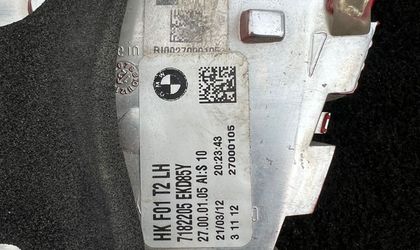 HK F01 T2 LH
7182205 EKD85Y
27.00.01.05 AI:S 10
21/03/12 20:23:43
3 11 12 27000105